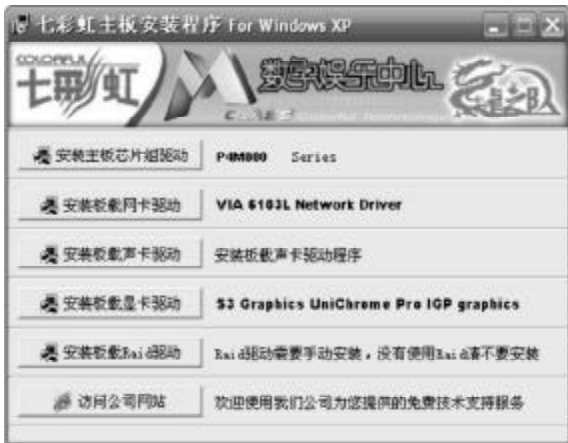 七彩虹主板安装程序 For Windows XP
COLORFUL
七彩虹
数字娱乐中心
之队
安装主板芯片组驱动 P4M800 Series
安装板载网卡驱动 VIA 6103L Network Driver
安装板载声卡驱动 安装板载声卡驱动程序
安装板载显卡驱动 S3 Graphics UniChrome Pro IGP graphics
安装板载Raid驱动 Raid驱动需要手动安装，没有使用Raid请不要安装
访问公司网站 欢迎使用我们公司为您提供的免费技术支持服务